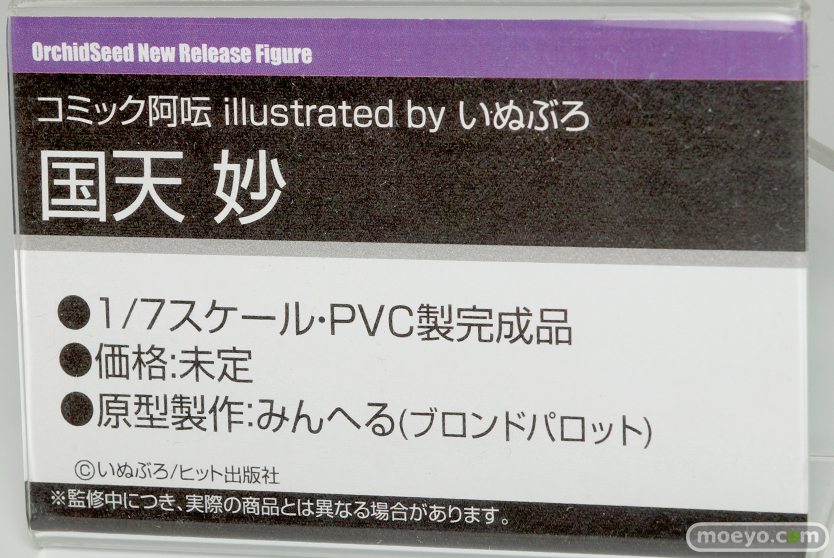 OrchidSeed New Release Figure
コミック阿吽 illustrated by いぬぶろ
国天 妙
●1/7スケール・PVC製完成品
●価格:未定
●原型製作:みんへる(ブロンドパロット)
©いぬぶろ/ヒット出版社
※監修中につき、実際の商品とは異なる場合があります。
moeyo.com